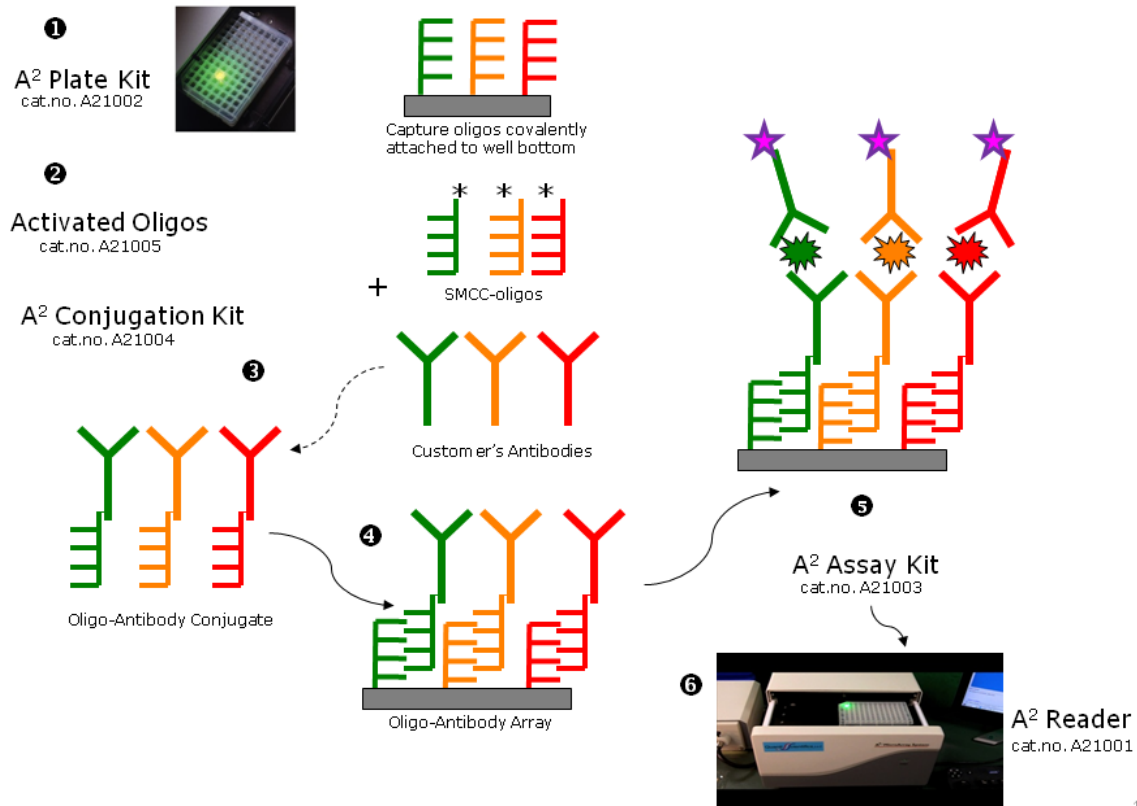 ❶
A² Plate Kit
cat.no. A21002
Capture oligos covalently
attached to well bottom
❷
Activated Oligos
cat.no. A21005
* * *
+
SMCC-oligos
A² Conjugation Kit
cat.no. A21004
❸
Customer's Antibodies
Oligo-Antibody Conjugate
❹
Oligo-Antibody Array
❺
A² Assay Kit
cat.no. A21003
❻
A² Reader
cat.no. A21001